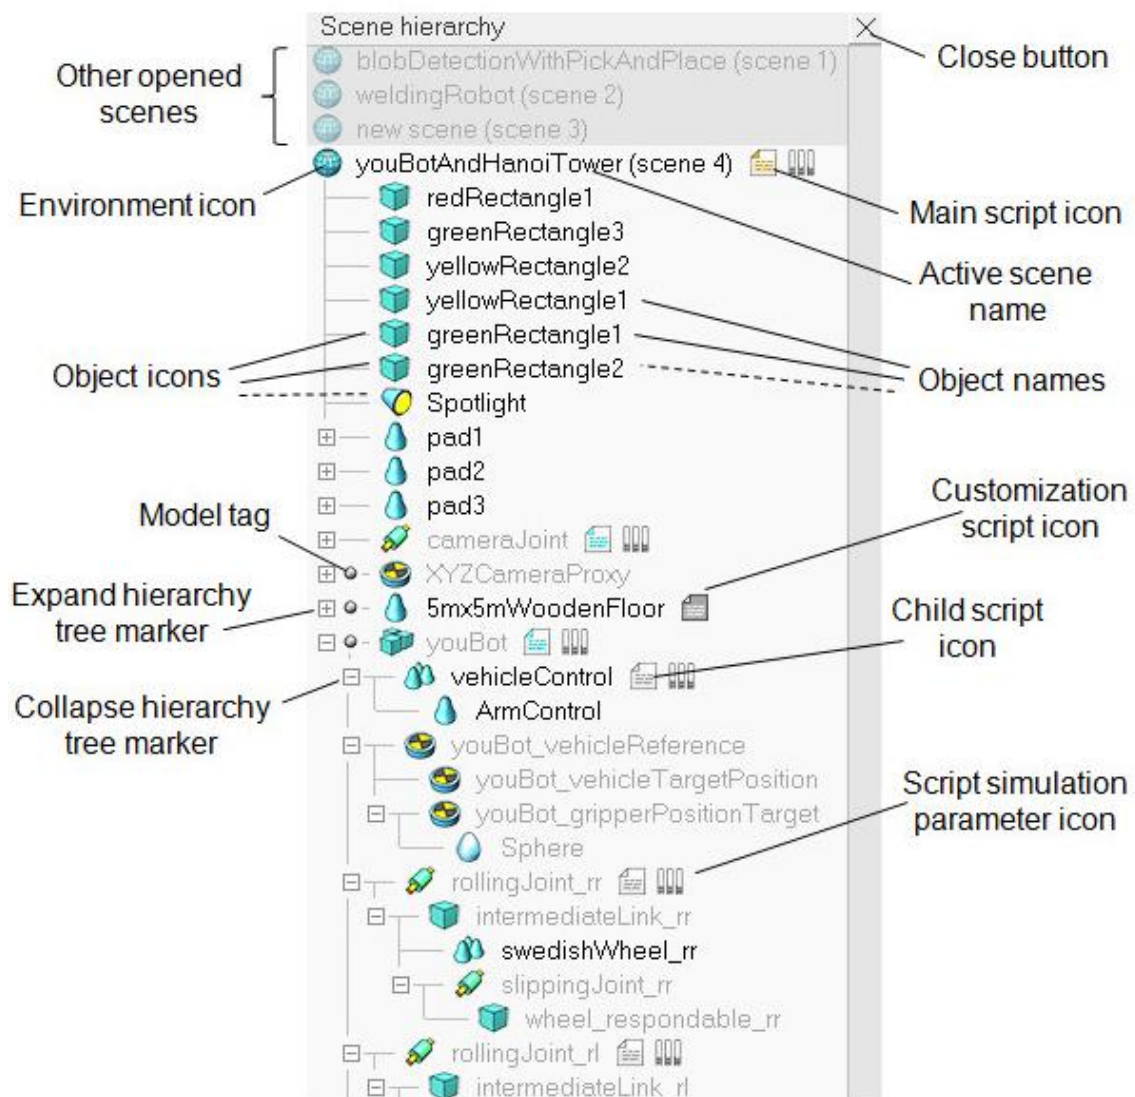 Scene hierarchy
Close button
Other opened
scenes
blobDetectionWithPickAndPlace (scene 1)
weldingRobot (scene 2)
new scene (scene 3)
youBotAndHanoiTower (scene 4)
Environment icon
Main script icon
redRectangle1
greenRectangle3
yellowRectangle2
Active scene
name
yellowRectangle1
greenRectangle1
greenRectangle2
Object icons
Object names
Spotlight
pad1
pad2
pad3
Customization
script icon
Model tag
cameraJoint
XYZCameraProxy
Expand hierarchy
tree marker
5mx5mWoodenFloor
Child script
icon
youBot
vehicleControl
Collapse hierarchy
tree marker
ArmControl
youBot_vehicleReference
youBot_vehicleTargetPosition
youBot_gripperPositionTarget
Script simulation
parameter icon
Sphere
rollingJoint_rr
intermediateLink_rr
swedishWheel_rr
slippingJoint_rr
wheel_respondable_rr
rollingJoint_rl
intermediateLink_rl